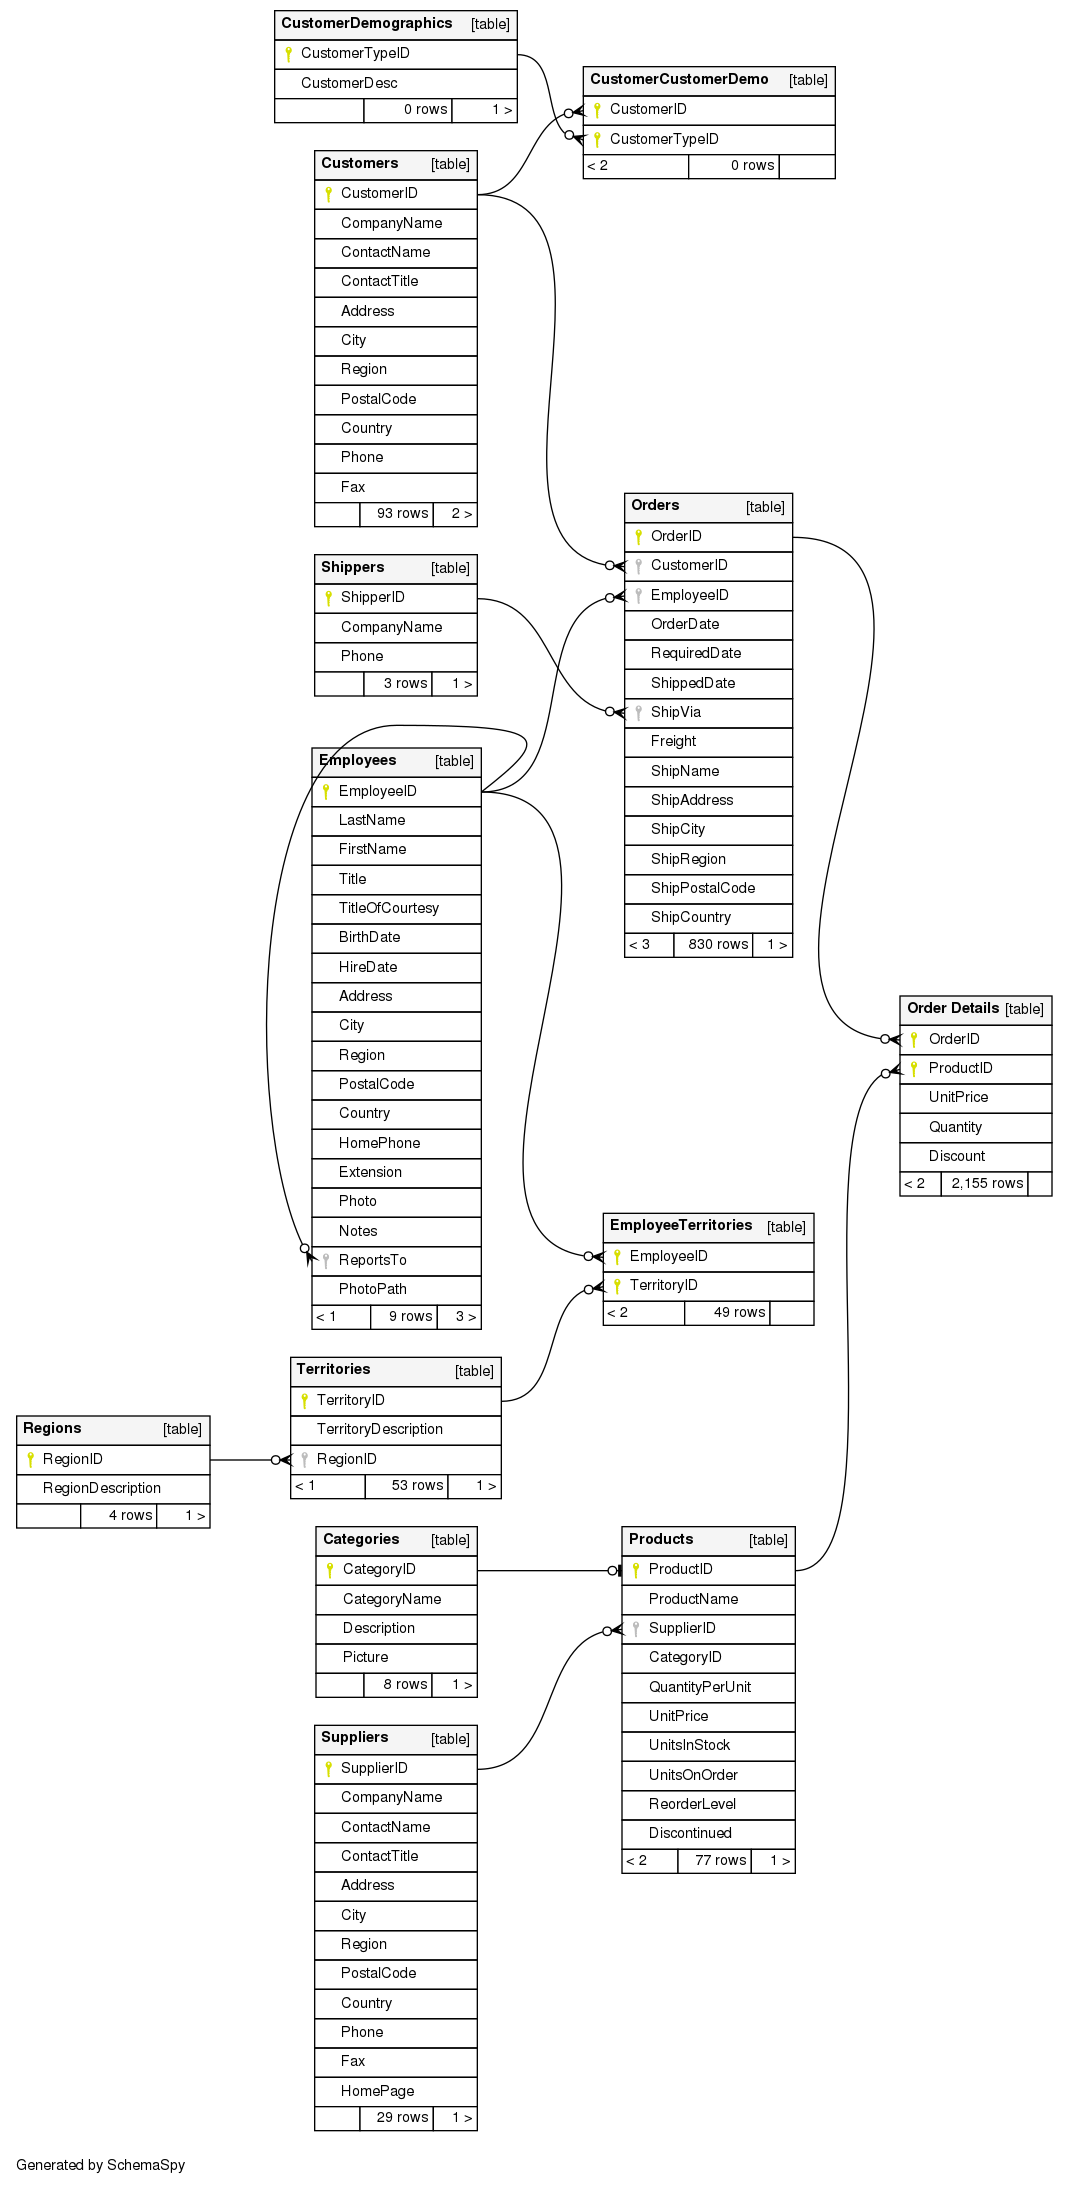 CustomerDemographics [table]
CustomerTypeID
CustomerDesc
0 rows 1 >
CustomerCustomerDemo [table]
CustomerID
CustomerTypeID
< 2 0 rows
Customers [table]
CustomerID
CompanyName
ContactName
ContactTitle
Address
City
Region
PostalCode
Country
Phone
Fax
93 rows 2 >
Orders [table]
OrderID
CustomerID
EmployeeID
OrderDate
RequiredDate
ShippedDate
ShipVia
Freight
ShipName
ShipAddress
ShipCity
ShipRegion
ShipPostalCode
ShipCountry
< 3 830 rows 1 >
Shippers [table]
ShipperID
CompanyName
Phone
3 rows 1 >
Employees [table]
EmployeeID
LastName
FirstName
Title
TitleOfCourtesy
BirthDate
HireDate
Address
City
Region
PostalCode
Country
HomePhone
Extension
Photo
Notes
ReportsTo
PhotoPath
< 1 9 rows 3 >
Order Details [table]
OrderID
ProductID
UnitPrice
Quantity
Discount
< 2 2,155 rows
EmployeeTerritories [table]
EmployeeID
TerritoryID
< 2 49 rows
Territories [table]
TerritoryID
TerritoryDescription
RegionID
< 1 53 rows 1 >
Regions [table]
RegionID
RegionDescription
4 rows 1 >
Categories [table]
CategoryID
CategoryName
Description
Picture
8 rows 1 >
Products [table]
ProductID
ProductName
SupplierID
CategoryID
QuantityPerUnit
UnitPrice
UnitsInStock
UnitsOnOrder
ReorderLevel
Discontinued
< 2 77 rows 1 >
Suppliers [table]
SupplierID
CompanyName
ContactName
ContactTitle
Address
City
Region
PostalCode
Country
Phone
Fax
HomePage
29 rows 1 >
Generated by SchemaSpy